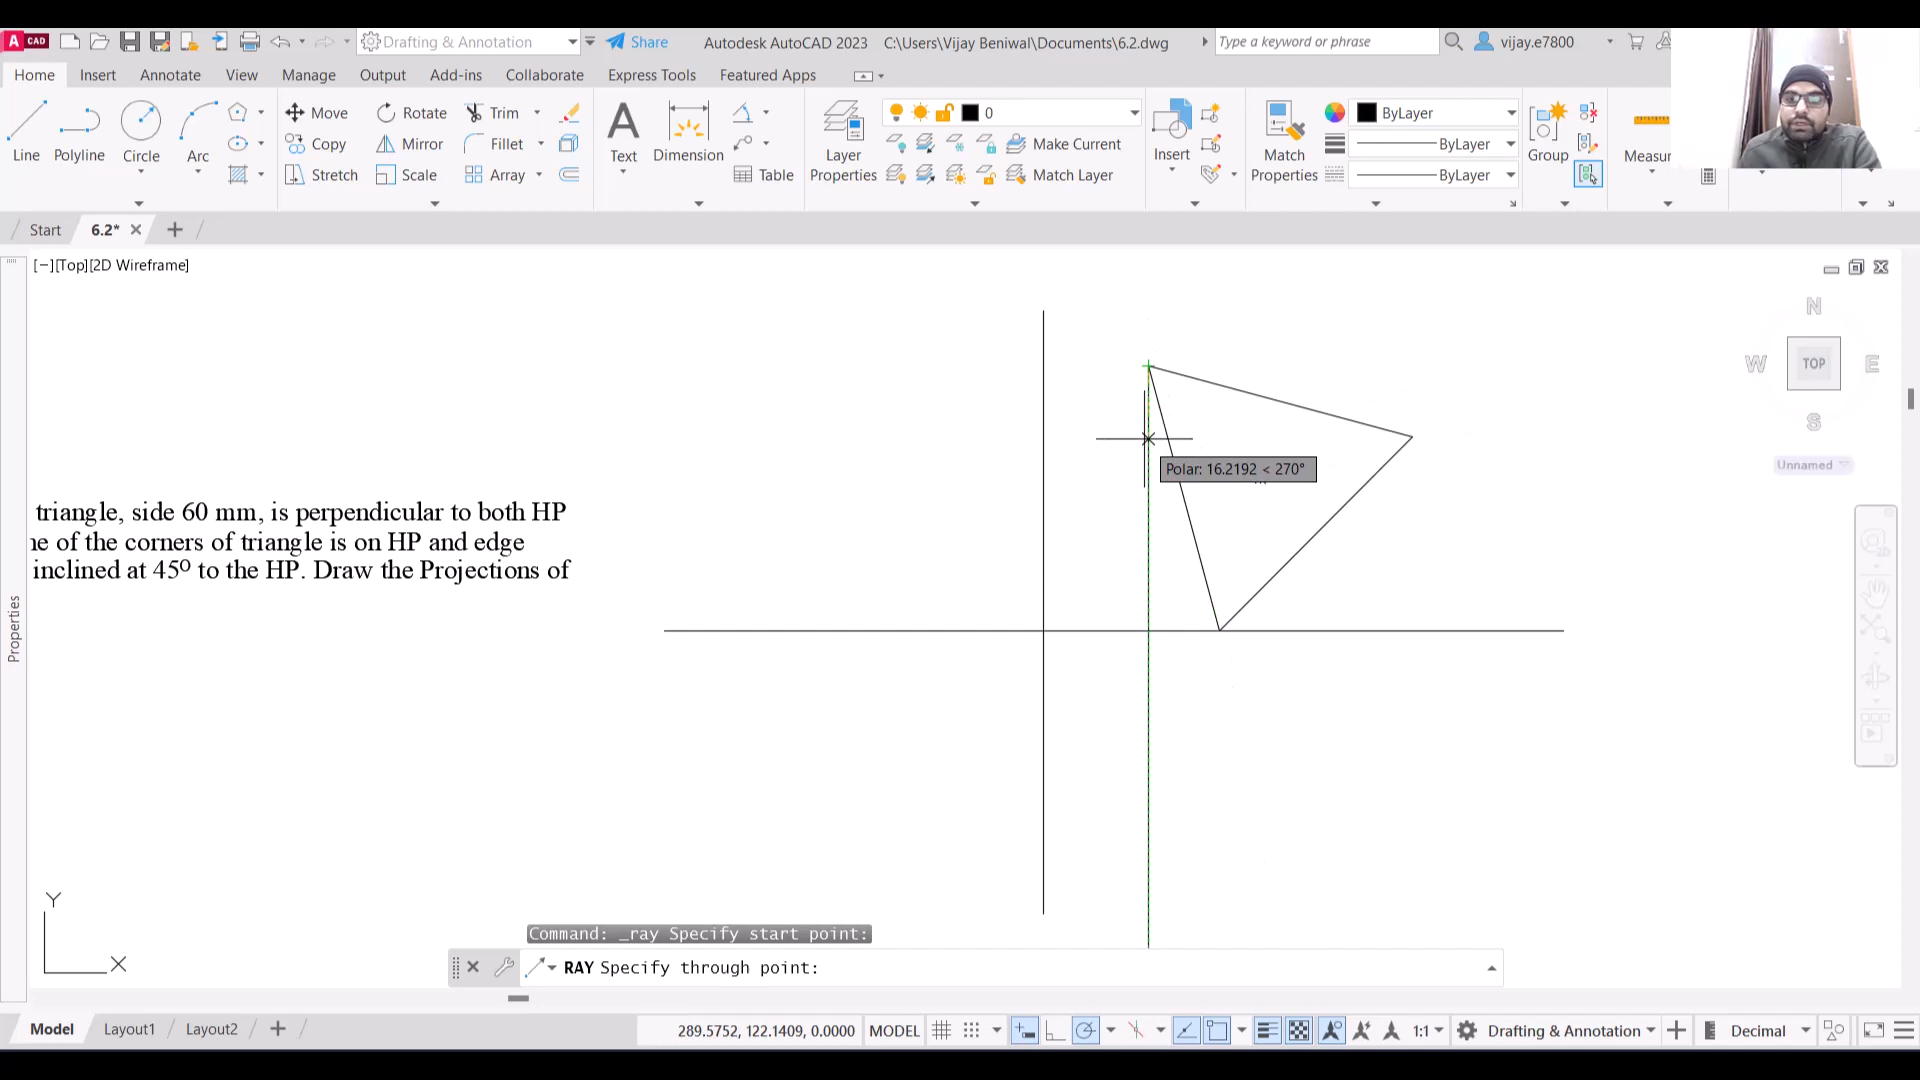 A CAD
Drafting & Annotation
Share
Autodesk AutoCAD 2023 C:\Users\Vijay Beniwal\Documents\6.2.dwg
Type a keyword or phrase
vijay.e7800
Home Insert Annotate View Manage Output Add-ins Collaborate Express Tools Featured Apps
Line Polyline Circle Arc
Move Rotate Trim
Copy Mirror Fillet
Stretch Scale Array
Text Dimension Table
Layer Properties
0
Make Current
Match Layer
Insert
Match Properties
ByLayer
ByLayer
ByLayer
Group
Measur
Start 6.2*
[−][Top][2D Wireframe]
N
W TOP E
S
Unnamed
Properties
Polar: 16.2192 < 270°
triangle, side 60 mm, is perpendicular to both HP
of the corners of triangle is on HP and edge
inclined at 45º to the HP. Draw the Projections of
Y
X
Command: _ray Specify start point:
RAY Specify through point:
Model Layout1 Layout2
289.5752, 122.1409, 0.0000 MODEL 1:1 Drafting & Annotation Decimal